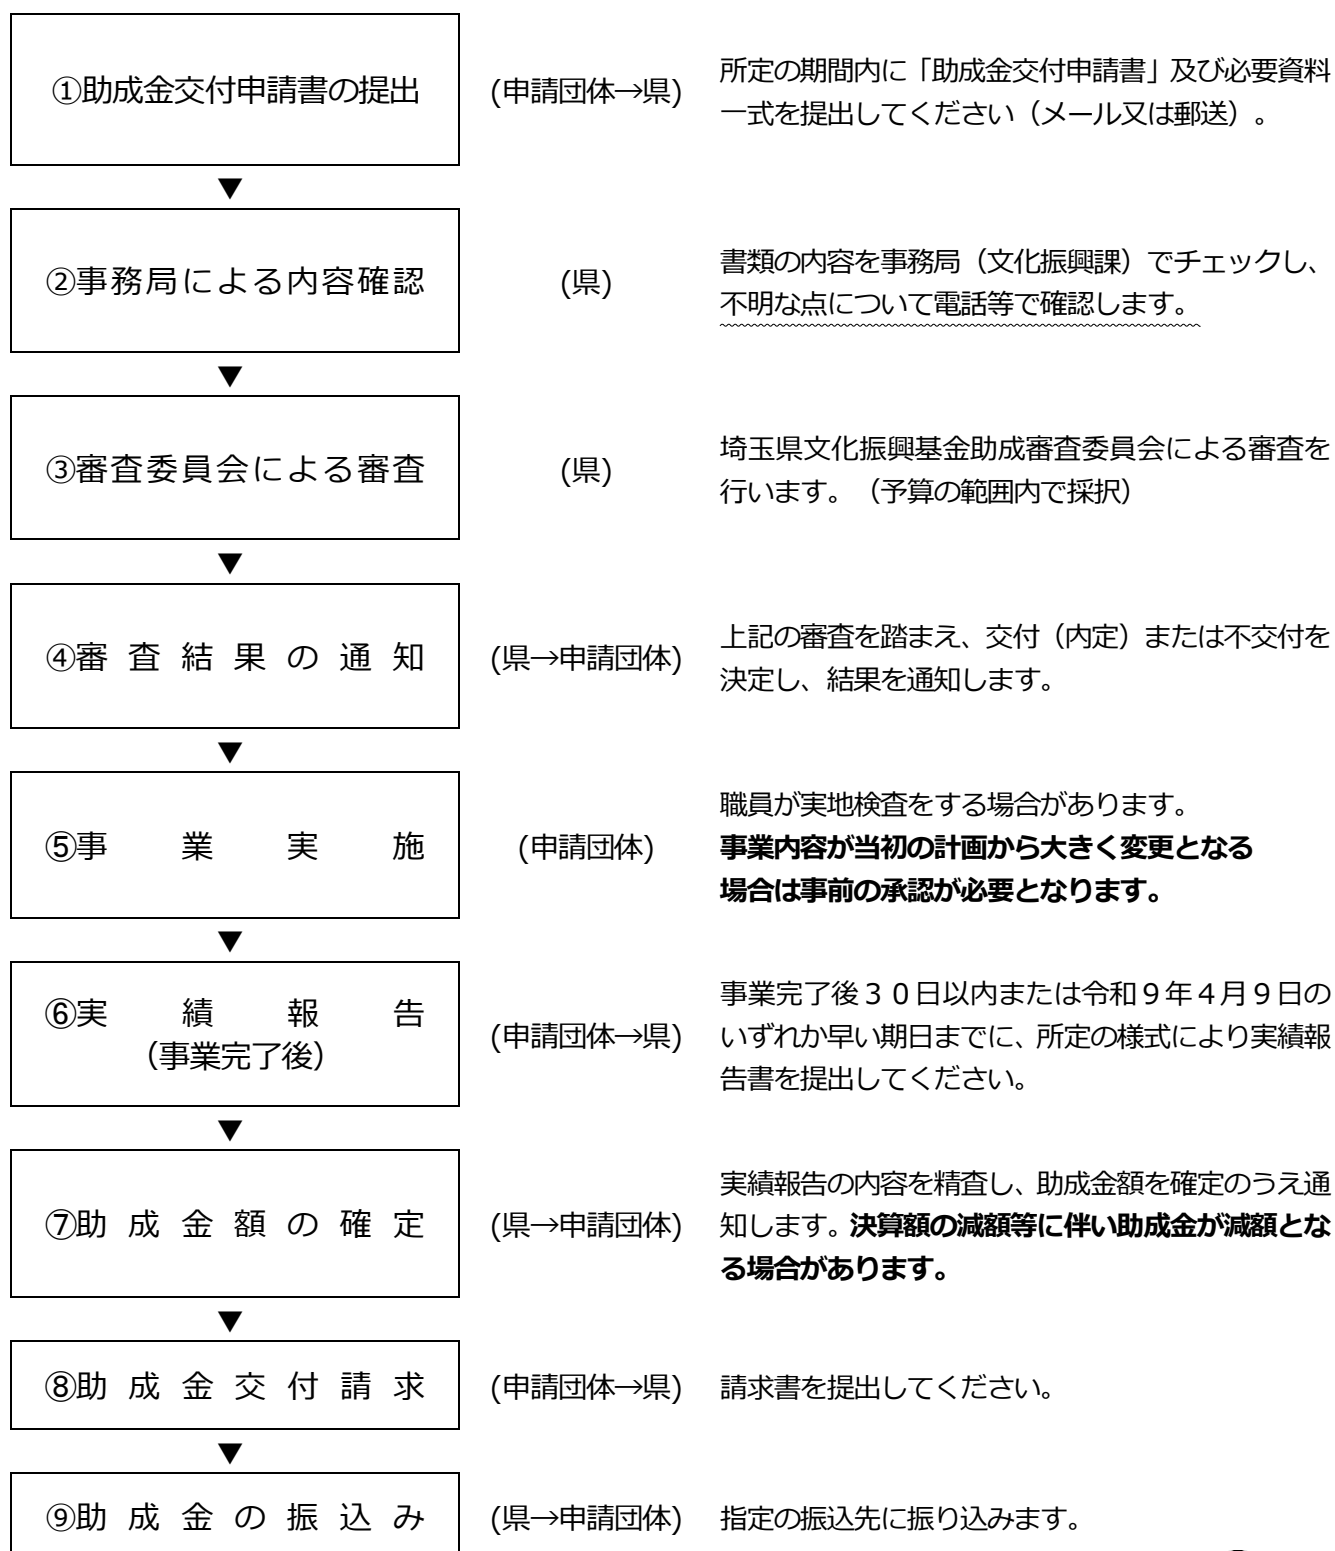 ①助成金交付申請書の提出
(申請団体→県)
所定の期間内に「助成金交付申請書」及び必要資料
一式を提出してください（メール又は郵送）。
▼
②事務局による内容確認
(県)
書類の内容を事務局（文化振興課）でチェックし、
不明な点について電話等で確認します。
▼
③審査委員会による審査
(県)
埼玉県文化振興基金助成審査委員会による審査を
行います。（予算の範囲内で採択）
▼
④審査結果の通知
(県→申請団体)
上記の審査を踏まえ、交付（内定）または不交付を
決定し、結果を通知します。
▼
⑤事業実施
(申請団体)
職員が実地検査をする場合があります。
事業内容が当初の計画から大きく変更となる
場合は事前の承認が必要となります。
▼
⑥実績報告
（事業完了後）
(申請団体→県)
事業完了後３０日以内または令和９年４月９日の
いずれか早い期日までに、所定の様式により実績報
告書を提出してください。
▼
⑦助成金額の確定
(県→申請団体)
実績報告の内容を精査し、助成金額を確定のうえ通
知します。決算額の減額等に伴い助成金が減額とな
る場合があります。
▼
⑧助成金交付請求
(申請団体→県)
請求書を提出してください。
▼
⑨助成金の振込み
(県→申請団体)
指定の振込先に振り込みます。